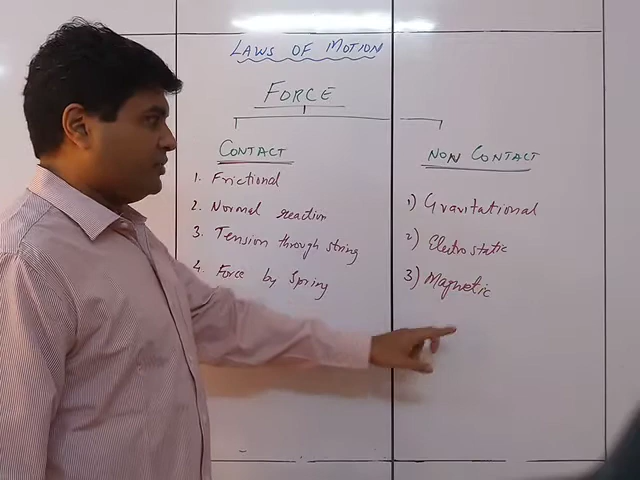 LAWS OF MOTION
FORCE
CONTACT
1. Frictional
2. Normal reaction
3. Tension through string
4. Force by Spring
NON CONTACT
1) Gravitational
2) Electrostatic
3) Magnetic